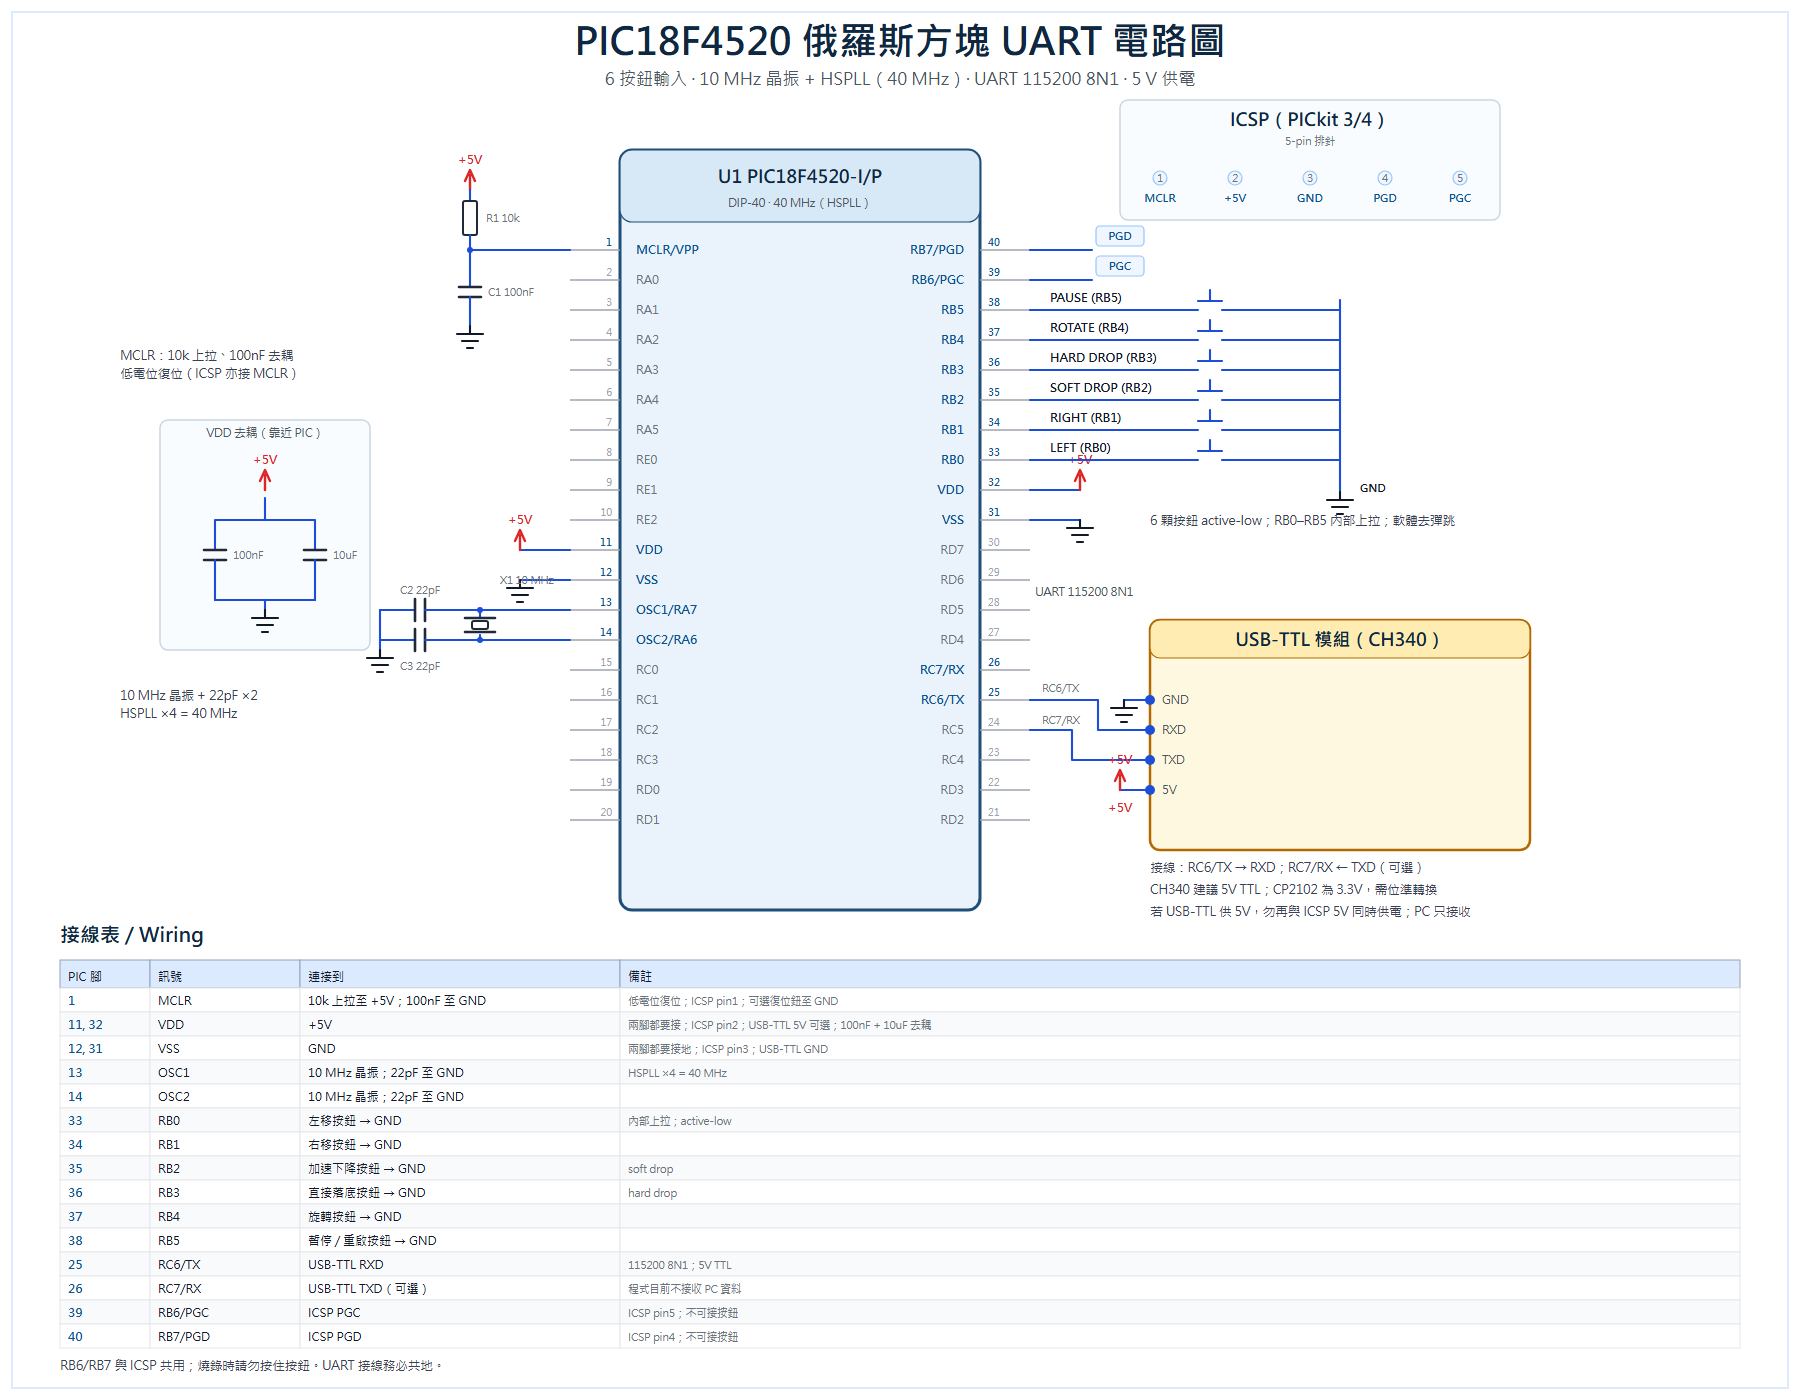 PIC18F4520 俄羅斯方塊 UART 電路圖
6 按鈕輸入 · 10 MHz 晶振 + HSPLL（40 MHz）· UART 115200 8N1 · 5 V 供電
ICSP（PICkit 3/4）
5-pin 排針
① ② ③ ④ ⑤
MCLR +5V GND PGD PGC
+5V
R1 10k
C1 100nF
MCLR：10k 上拉、100nF 去耦
低電位復位（ICSP 亦接 MCLR）
VDD 去耦（靠近 PIC）
+5V
100nF 10uF
+5V
X1 10 MHz
C2 22pF
C3 22pF
10 MHz 晶振 + 22pF ×2
HSPLL ×4 = 40 MHz
U1 PIC18F4520-I/P
DIP-40 · 40 MHz（HSPLL）
1 MCLR/VPP RB7/PGD 40
2 RA0 RB6/PGC 39
3 RA1 RB5 38
4 RA2 RB4 37
5 RA3 RB3 36
6 RA4 RB2 35
7 RA5 RB1 34
8 RE0 RB0 33
9 RE1 VDD 32
10 RE2 VSS 31
11 VDD RD7 30
12 VSS RD6 29
13 OSC1/RA7 RD5 28
14 OSC2/RA6 RD4 27
15 RC0 RC7/RX 26
16 RC1 RC6/TX 25
17 RC2 RC5 24
18 RC3 RC4 23
19 RD0 RD3 22
20 RD1 RD2 21
PGD
PGC
PAUSE (RB5)
ROTATE (RB4)
HARD DROP (RB3)
SOFT DROP (RB2)
RIGHT (RB1)
LEFT (RB0)
+5V
GND
6 顆按鈕 active-low；RB0–RB5 內部上拉；軟體去彈跳
UART 115200 8N1
USB-TTL 模組（CH340）
RC6/TX
RC7/RX
GND
RXD
TXD
5V
+5V
+5V
接線：RC6/TX → RXD；RC7/RX ← TXD（可選）
CH340 建議 5V TTL；CP2102 為 3.3V，需位準轉換
若 USB-TTL 供 5V，勿再與 ICSP 5V 同時供電；PC 只接收
接線表 / Wiring
PIC 腳 訊號 連接到 備註
1 MCLR 10k 上拉至 +5V；100nF 至 GND 低電位復位；ICSP pin1；可選復位鈕至 GND
11, 32 VDD +5V 兩腳都要接；ICSP pin2；USB-TTL 5V 可選；100nF + 10uF 去耦
12, 31 VSS GND 兩腳都要接地；ICSP pin3；USB-TTL GND
13 OSC1 10 MHz 晶振；22pF 至 GND HSPLL ×4 = 40 MHz
14 OSC2 10 MHz 晶振；22pF 至 GND
33 RB0 左移按鈕 → GND 內部上拉；active-low
34 RB1 右移按鈕 → GND
35 RB2 加速下降按鈕 → GND soft drop
36 RB3 直接落底按鈕 → GND hard drop
37 RB4 旋轉按鈕 → GND
38 RB5 暫停 / 重啟按鈕 → GND
25 RC6/TX USB-TTL RXD 115200 8N1；5V TTL
26 RC7/RX USB-TTL TXD（可選） 程式目前不接收 PC 資料
39 RB6/PGC ICSP PGC ICSP pin5；不可接按鈕
40 RB7/PGD ICSP PGD ICSP pin4；不可接按鈕
RB6/RB7 與 ICSP 共用；燒錄時請勿按住按鈕。UART 接線務必共地。